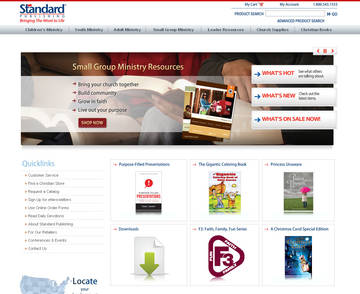 Standard
PUBLISHING
Bringing The Word to Life
My Cart
My Account
1.800.543.1353
PRODUCT SEARCH
GO
ADVANCED PRODUCT SEARCH
Children's Ministry
Youth Ministry
Adult Ministry
Small Group Ministry
Leader Resources
Church Supplies
Christian Books
Small Group Ministry Resources
Bring your church together
Build community
Grow in faith
Live out your purpose
SHOP NOW
WHAT'S HOT
See what others are talking about.
WHAT'S NEW
Check out the latest items.
WHAT'S ON SALE NOW!
Quicklinks
Customer Service
Find a Christian Store
Request a Catalog
Sign Up for eNewsletters
Use Online Order Forms
Read Daily Devotions
About Standard Publishing
For Our Retailers
Conferences & Events
Contact Us
Locate
your
Purpose-Filled Presentations
The Gigantic Coloring Book
Princess Unaware
PRESENTATIONS
Gigantic
Coloring Book
Downloads
F3: Faith, Family, Fun Series
A Christmas Card Special Edition
F3